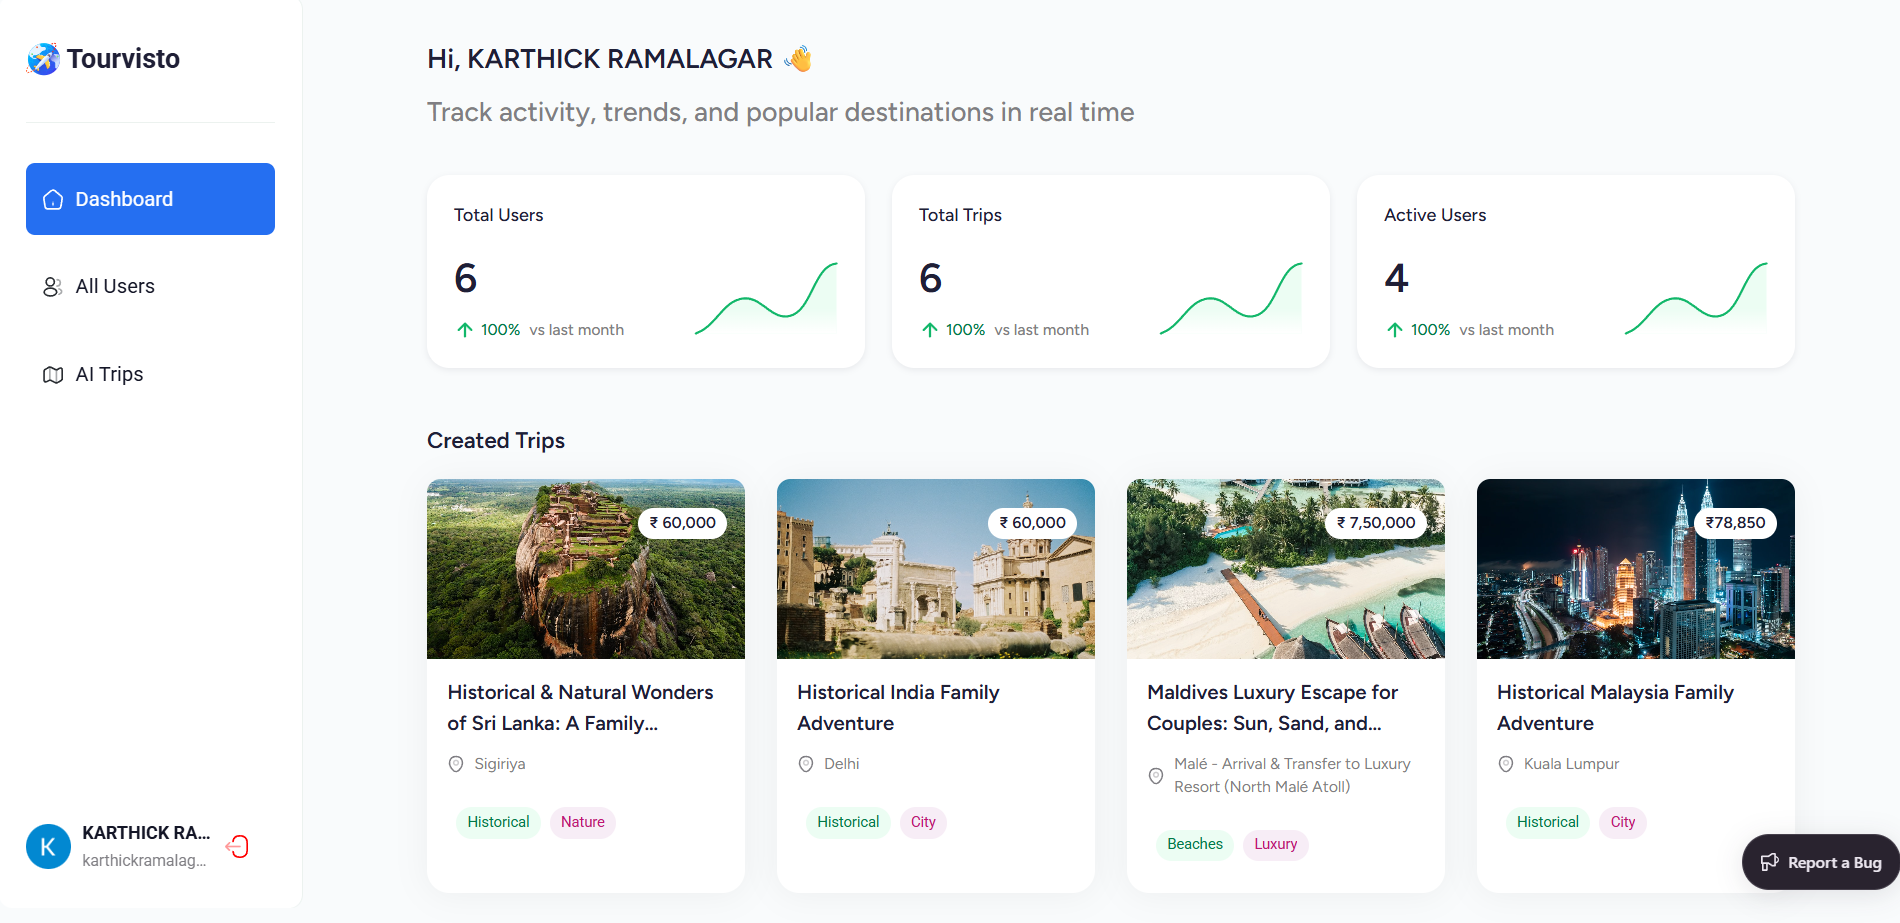 Tourvisto
Dashboard
All Users
AI Trips
KARTHICK RA...
karthickramalag...
Hi, KARTHICK RAMALAGAR 👋
Track activity, trends, and popular destinations in real time
Total Users
6
100% vs last month
Total Trips
6
100% vs last month
Active Users
4
100% vs last month
Created Trips
₹ 60,000
Historical & Natural Wonders
of Sri Lanka: A Family...
Sigiriya
Historical Nature
₹ 60,000
Historical India Family
Adventure
Delhi
Historical City
₹ 7,50,000
Maldives Luxury Escape for
Couples: Sun, Sand, and...
Malé - Arrival & Transfer to Luxury
Resort (North Malé Atoll)
Beaches Luxury
₹78,850
Historical Malaysia Family
Adventure
Kuala Lumpur
Historical City
K
Report a Bug